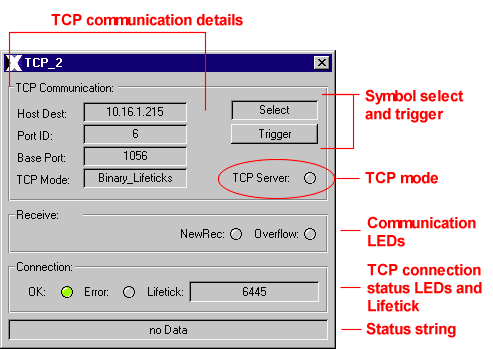 TCP communication details
TCP_2
TCP Communication:
Host Dest: 10.16.1.215 Select
Port ID: 6 Trigger
Base Port: 1056
TCP Mode: Binary_Lifeticks TCP Server:
Symbol select
and trigger
TCP mode
Receive:
NewRec: Overflow:
Communication
LEDs
Connection:
OK: Error: Lifetick: 6445
TCP connection
status LEDs and
Lifetick
no Data
Status string